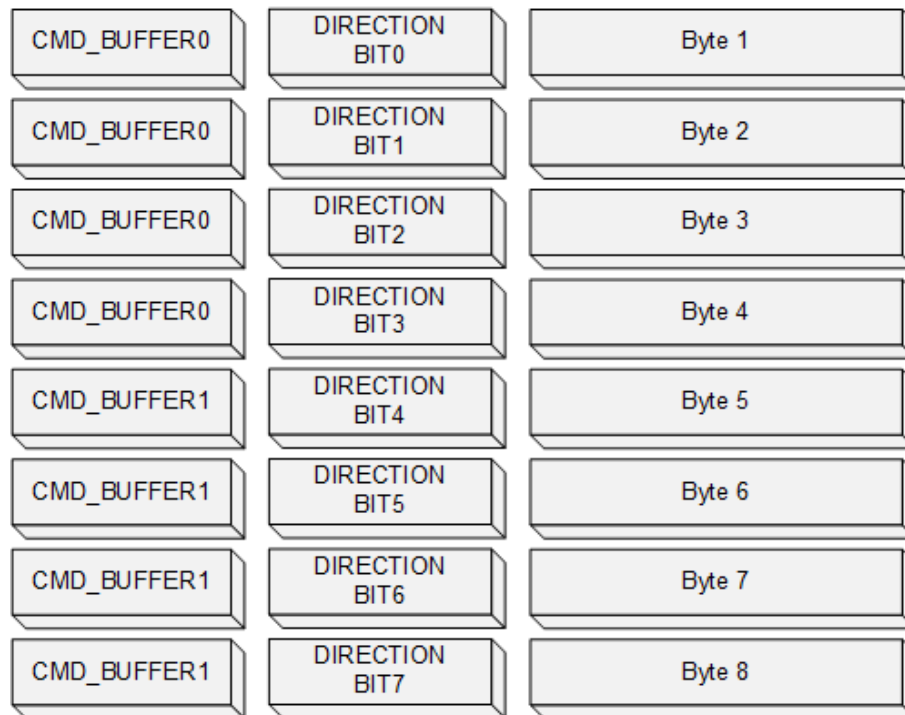 CMD_BUFFER0
DIRECTION
BIT0
Byte 1
CMD_BUFFER0
DIRECTION
BIT1
Byte 2
CMD_BUFFER0
DIRECTION
BIT2
Byte 3
CMD_BUFFER0
DIRECTION
BIT3
Byte 4
CMD_BUFFER1
DIRECTION
BIT4
Byte 5
CMD_BUFFER1
DIRECTION
BIT5
Byte 6
CMD_BUFFER1
DIRECTION
BIT6
Byte 7
CMD_BUFFER1
DIRECTION
BIT7
Byte 8